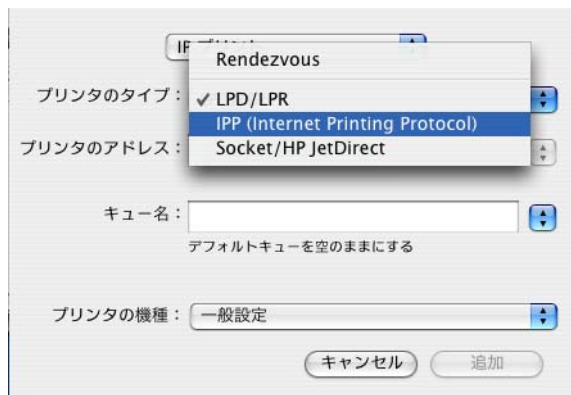 IP
Rendezvous
プリンタのタイプ：
✓ LPD/LPR
IPP (Internet Printing Protocol)
プリンタのアドレス：
Socket/HP JetDirect
キュー名：
デフォルトキューを空のままにする
プリンタの機種：
一般設定
キャンセル
追加